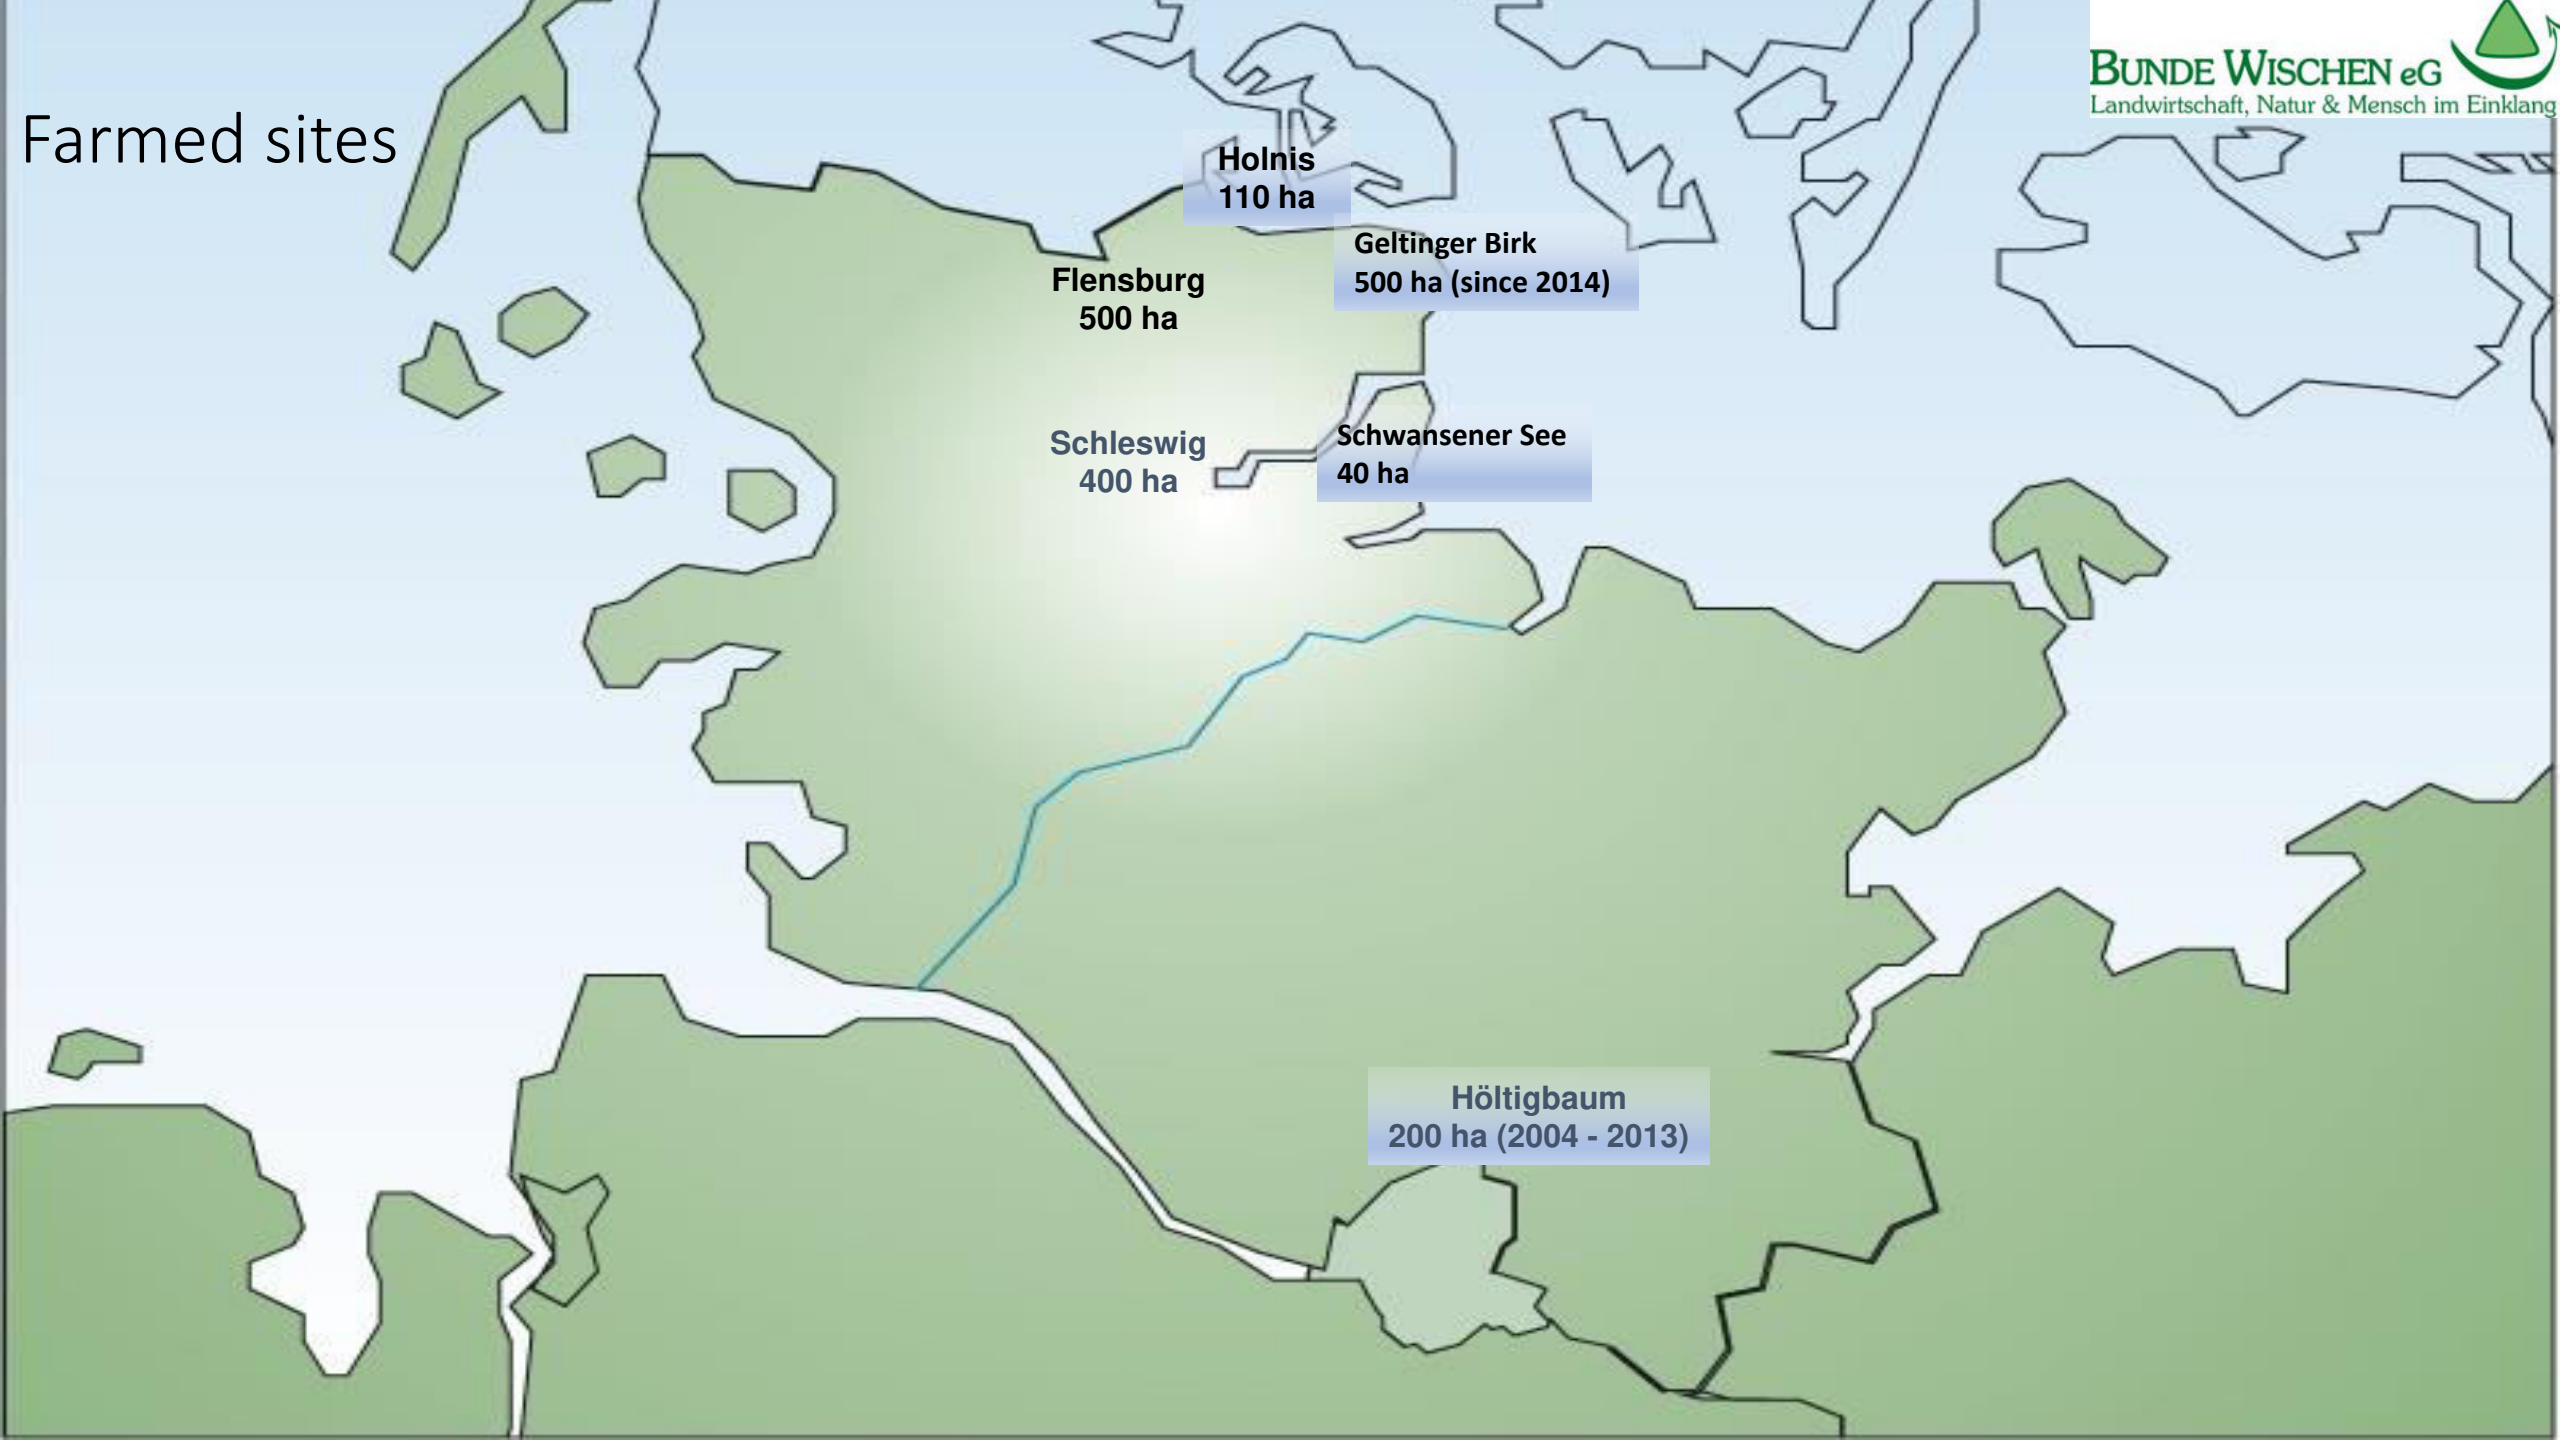 BUNDE WISCHEN eG
Landwirtschaft, Natur & Mensch im Einklang
Farmed sites
Holnis
110 ha
Geltinger Birk
500 ha (since 2014)
Flensburg
500 ha
Schleswig
400 ha
Schwansener See
40 ha
Höltigbaum
200 ha (2004 - 2013)